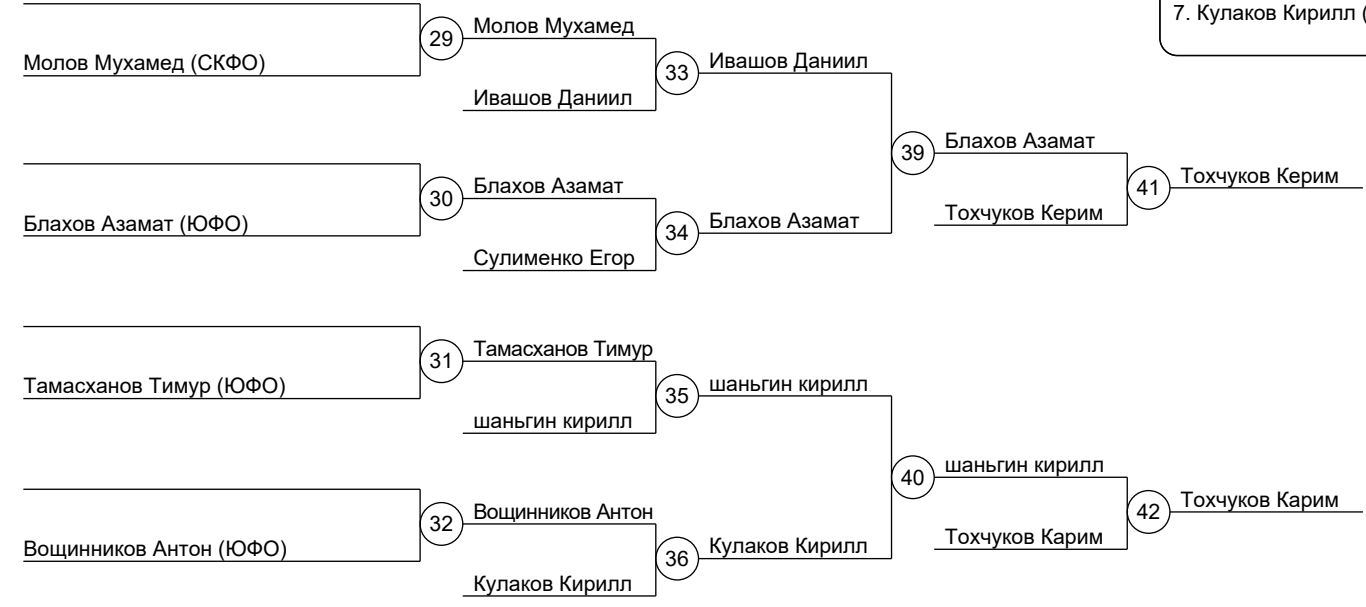 7. Кулаков Кирилл (
Молов Мухамед (СКФО)
29
Молов Мухамед
Ивашов Даниил
33
Ивашов Даниил
Блахов Азамат (ЮФО)
30
Блахов Азамат
Сулименко Егор
34
Блахов Азамат
39
Блахов Азамат
Тохчуков Керим
41
Тохчуков Керим
Тамасханов Тимур (ЮФО)
31
Тамасханов Тимур
шаньгин кирилл
35
шаньгин кирилл
Вощинников Антон (ЮФО)
32
Вощинников Антон
Кулаков Кирилл
36
Кулаков Кирилл
40
шаньгин кирилл
Тохчуков Карим
42
Тохчуков Карим